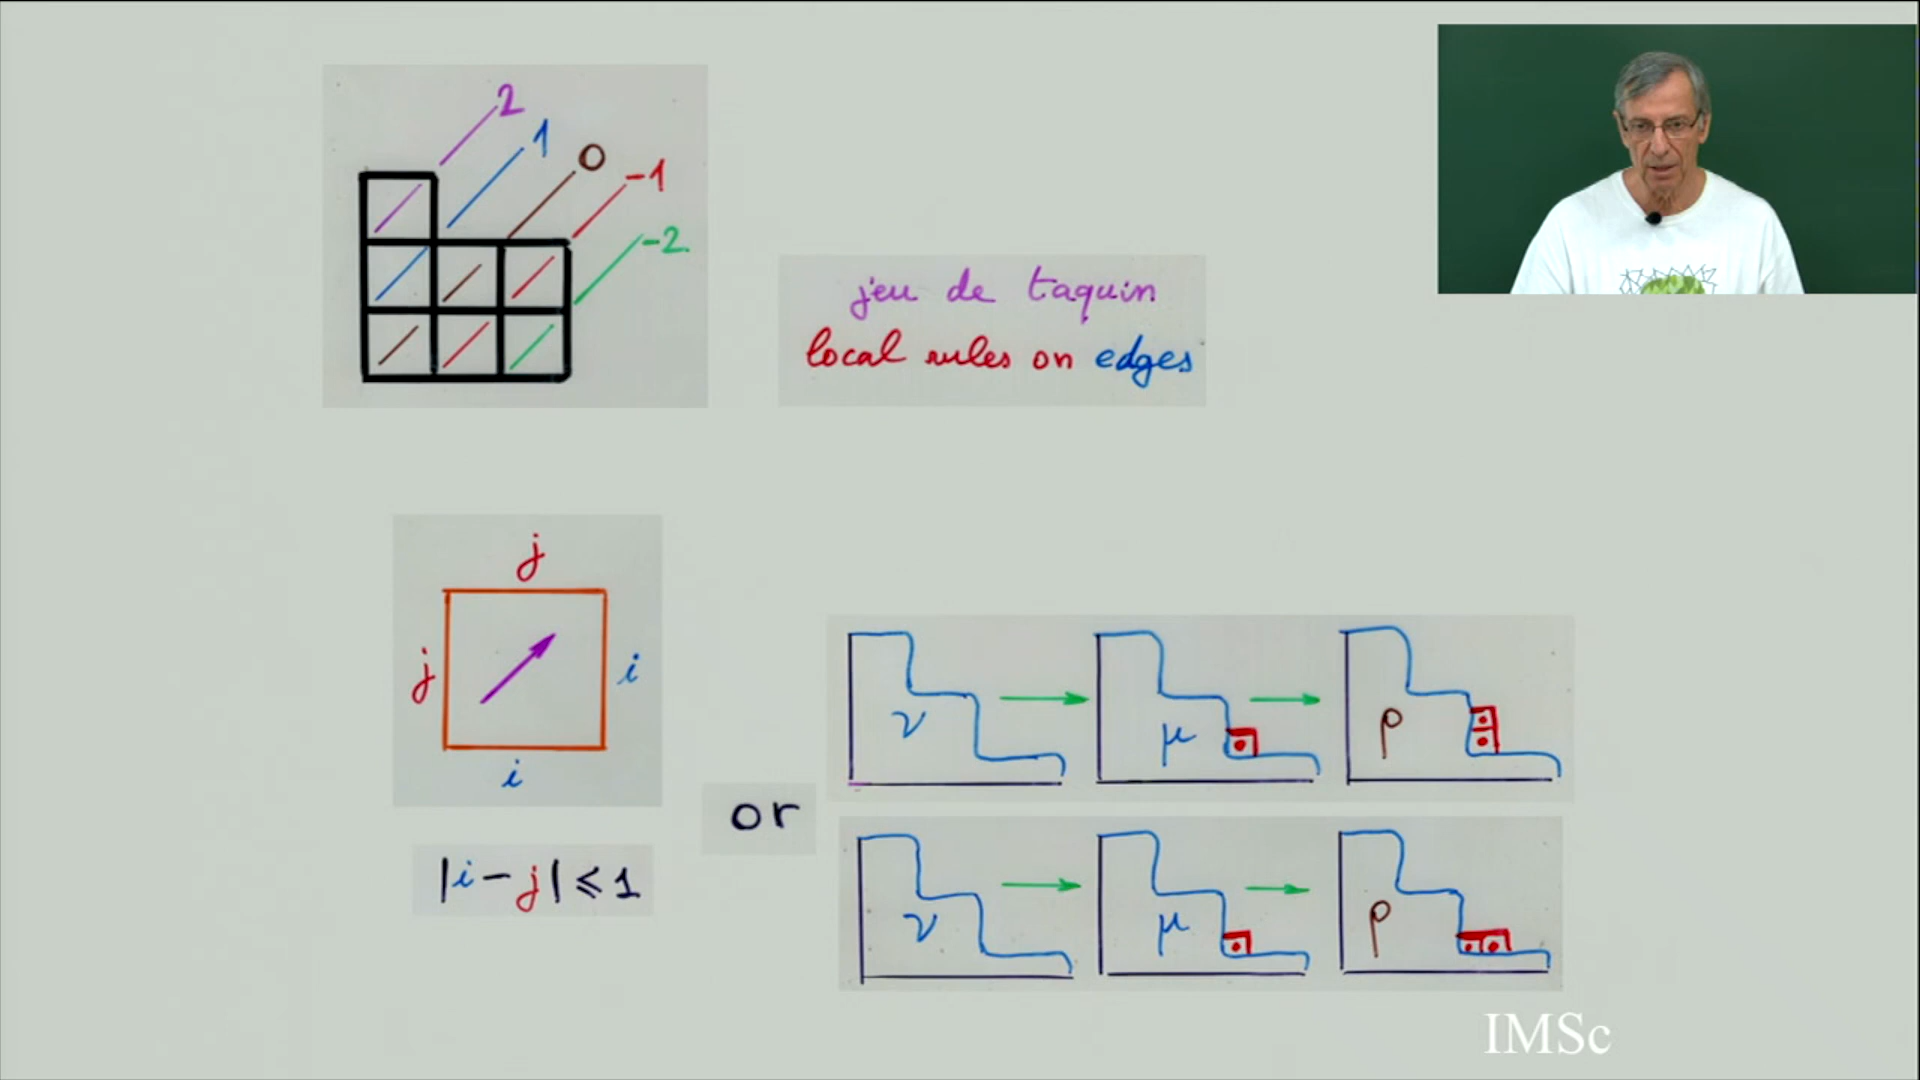 2
1
0
-1
-2
jeu de taquin
local rules on edges
j
j
i
i
|i - j| ⩽ 1
or
ν
μ
ρ
ν
μ
ρ
IMSc